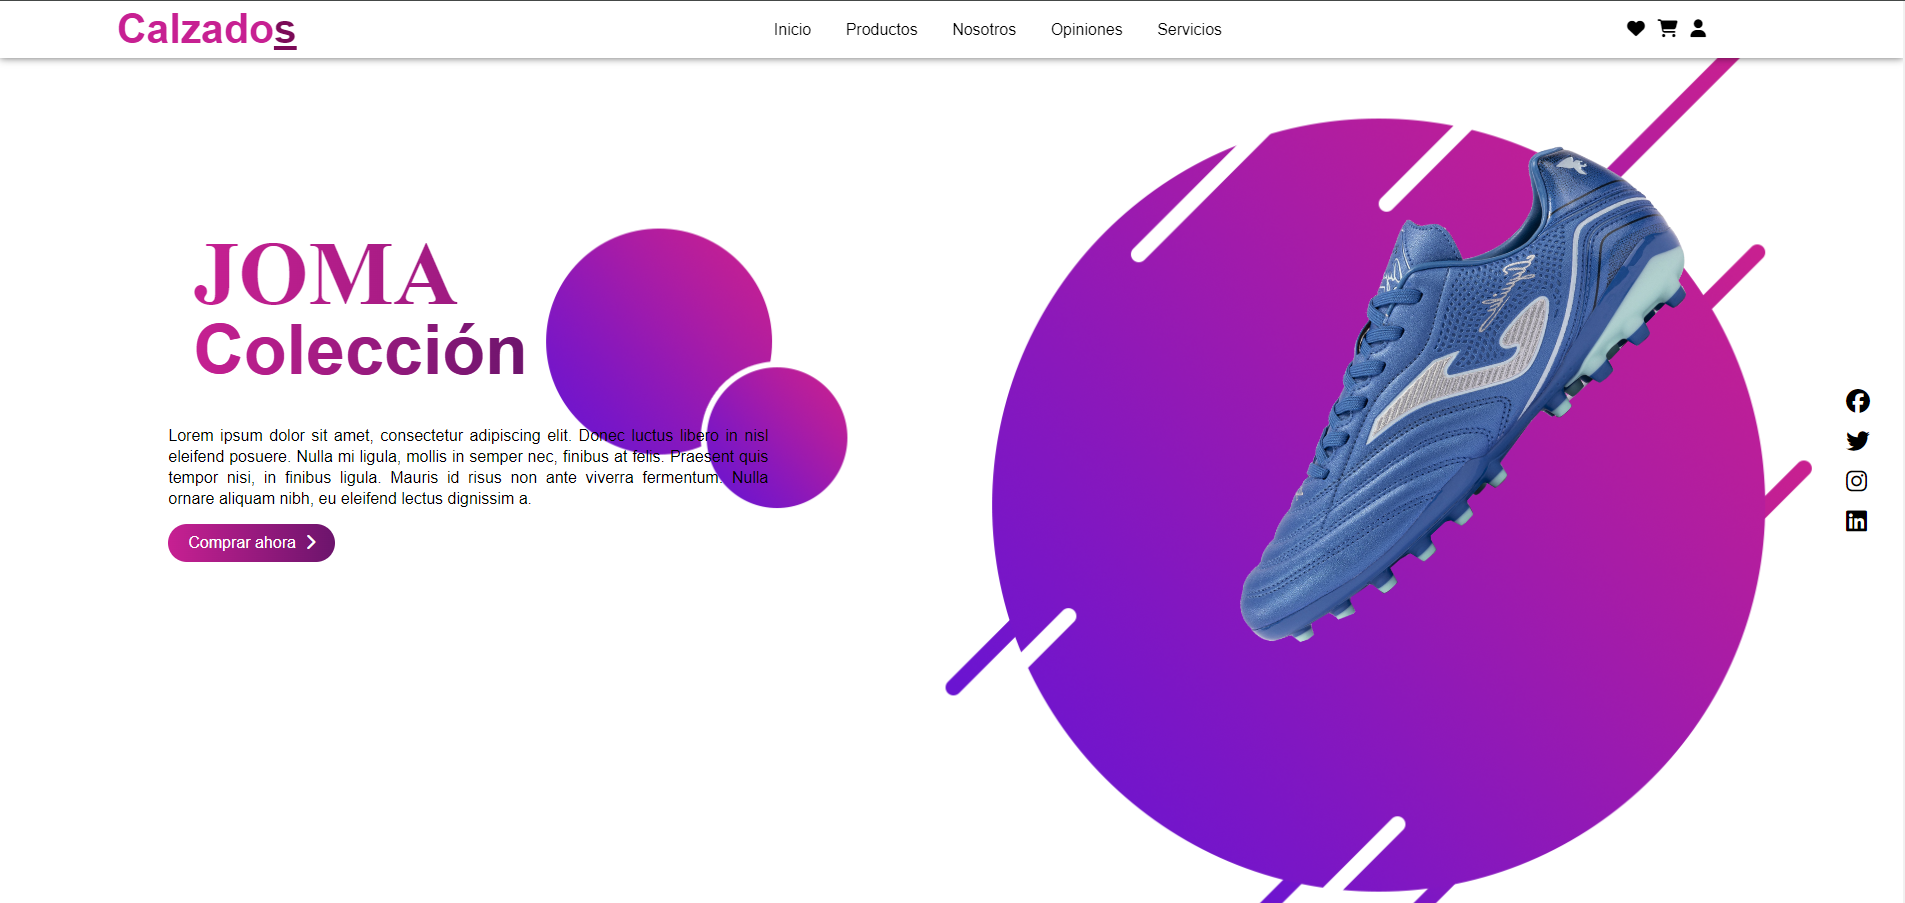 Calzados
Inicio Productos Nosotros Opiniones Servicios
JOMA
Colección
Lorem ipsum dolor sit amet, consectetur adipiscing elit. Donec luctus libero in nisl
eleifend posuere. Nulla mi ligula, mollis in semper nec, finibus at felis. Praesent quis
tempor nisi, in finibus ligula. Mauris id risus non ante viverra fermentum. Nulla
ornare aliquam nibh, eu eleifend lectus dignissim a.
Comprar ahora